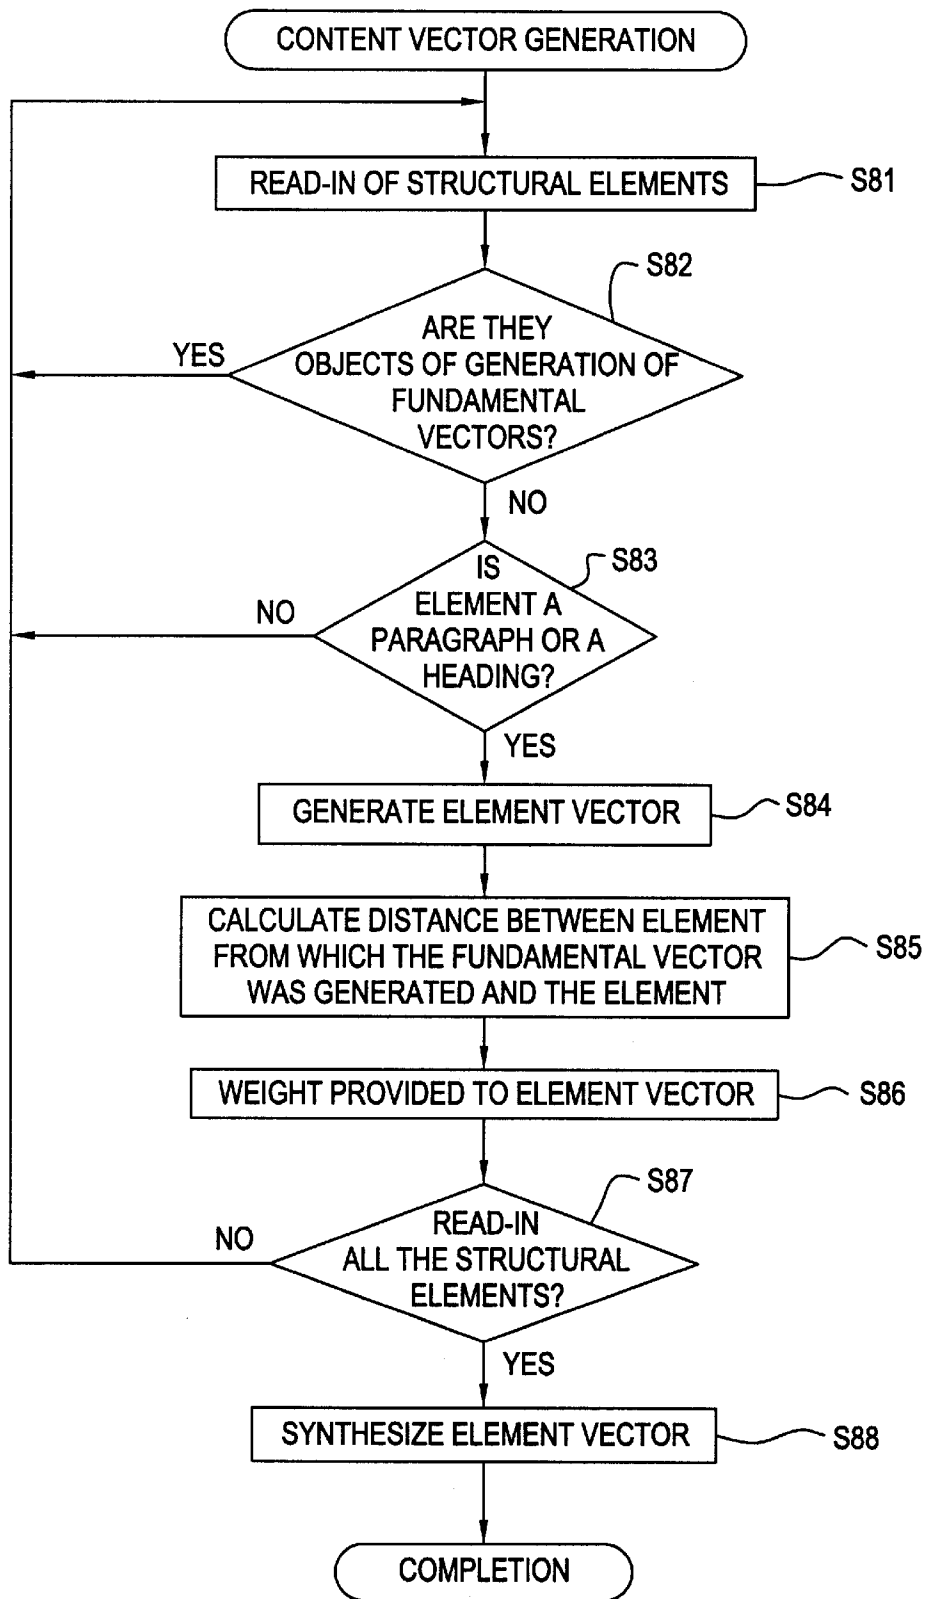 CONTENT VECTOR GENERATION
READ-IN OF STRUCTURAL ELEMENTS
S81
S82
ARE THEY
OBJECTS OF GENERATION OF
FUNDAMENTAL
VECTORS?
YES
NO
S83
IS
ELEMENT A
PARAGRAPH OR A
HEADING?
NO
YES
GENERATE ELEMENT VECTOR
S84
CALCULATE DISTANCE BETWEEN ELEMENT
FROM WHICH THE FUNDAMENTAL VECTOR
WAS GENERATED AND THE ELEMENT
S85
WEIGHT PROVIDED TO ELEMENT VECTOR
S86
S87
READ-IN
ALL THE STRUCTURAL
ELEMENTS?
NO
YES
SYNTHESIZE ELEMENT VECTOR
S88
COMPLETION